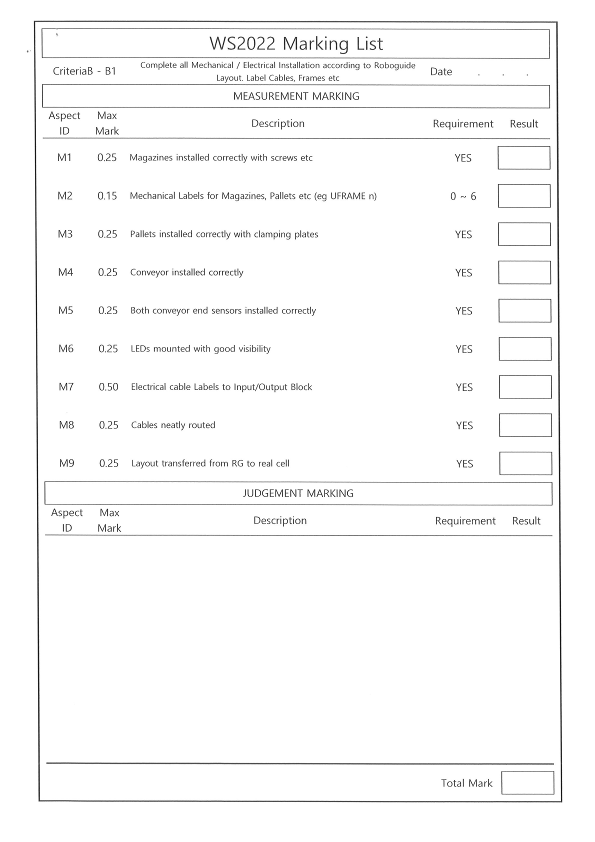 WS2022 Marking List
CriteriaB - B1
Complete all Mechanical / Electrical Installation according to Roboguide
Layout. Label Cables, Frames etc
Date . . .
MEASUREMENT MARKING
Aspect ID Max Mark Description Requirement Result
M1 0.25 Magazines installed correctly with screws etc YES
M2 0.15 Mechanical Labels for Magazines, Pallets etc (eg UFRAME n) 0 ~ 6
M3 0.25 Pallets installed correctly with clamping plates YES
M4 0.25 Conveyor installed correctly YES
M5 0.25 Both conveyor end sensors installed correctly YES
M6 0.25 LEDs mounted with good visibility YES
M7 0.50 Electrical cable Labels to Input/Output Block YES
M8 0.25 Cables neatly routed YES
M9 0.25 Layout transferred from RG to real cell YES
JUDGEMENT MARKING
Aspect ID Max Mark Description Requirement Result
Total Mark